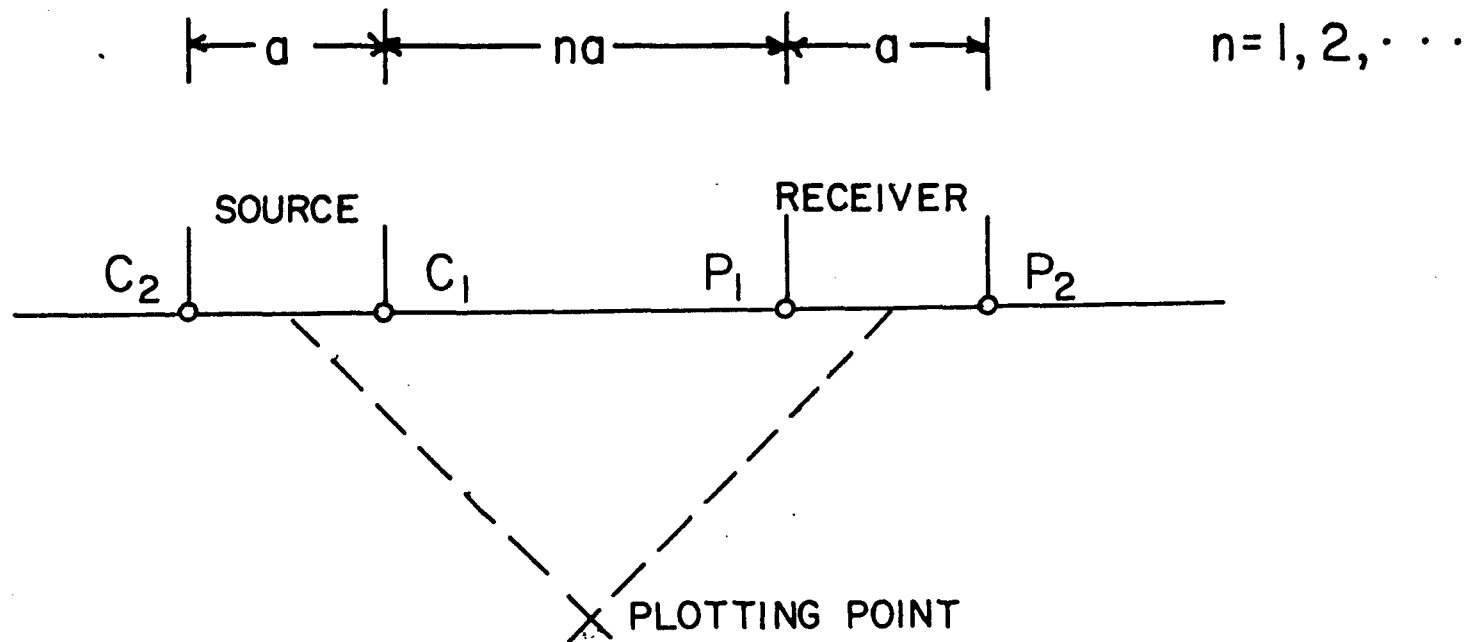 a na a n=1, 2, · · ·
SOURCE RECEIVER
C₂ C₁ P₁ P₂
PLOTTING POINT